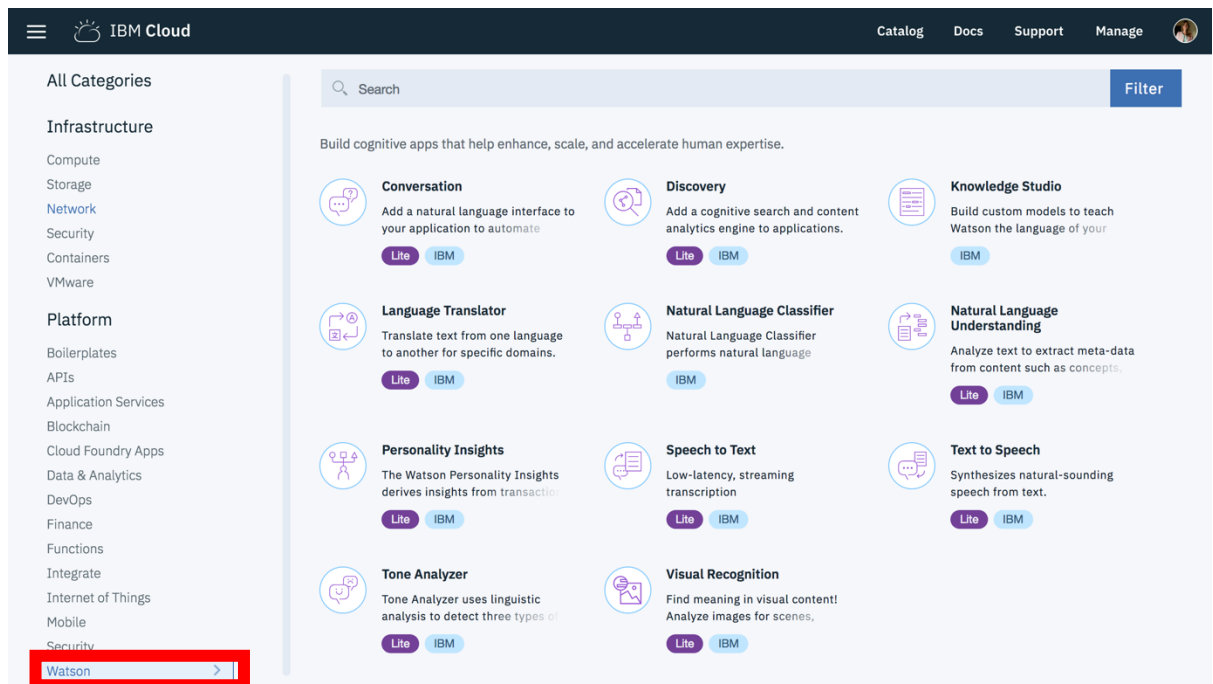 IBM Cloud
Catalog Docs Support Manage
All Categories
Infrastructure
Compute
Storage
Network
Security
Containers
VMware
Platform
Boilerplates
APIs
Application Services
Blockchain
Cloud Foundry Apps
Data & Analytics
DevOps
Finance
Functions
Integrate
Internet of Things
Mobile
Security
Watson
Search
Filter
Build cognitive apps that help enhance, scale, and accelerate human expertise.
Conversation
Add a natural language interface to
your application to automate
Lite IBM
Discovery
Add a cognitive search and content
analytics engine to applications.
Lite IBM
Knowledge Studio
Build custom models to teach
Watson the language of your
IBM
Language Translator
Translate text from one language
to another for specific domains.
Lite IBM
Natural Language Classifier
Natural Language Classifier
performs natural language
IBM
Natural Language
Understanding
Analyze text to extract meta-data
from content such as concepts,
Lite IBM
Personality Insights
The Watson Personality Insights
derives insights from transactio
Lite IBM
Speech to Text
Low-latency, streaming
transcription
Lite IBM
Text to Speech
Synthesizes natural-sounding
speech from text.
Lite IBM
Tone Analyzer
Tone Analyzer uses linguistic
analysis to detect three types of
Lite IBM
Visual Recognition
Find meaning in visual content!
Analyze images for scenes,
Lite IBM